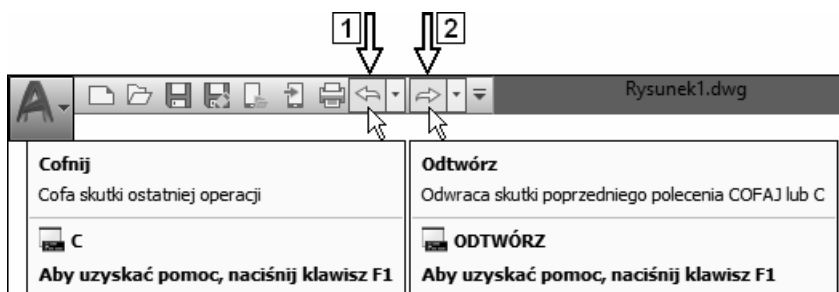 1 2
A Rysunek1.dwg
Cofnij
Cofa skutki ostatniej operacji
C
Aby uzyskać pomoc, naciśnij klawisz F1
Odtwórz
Odwraca skutki poprzedniego polecenia COFAJ lub C
ODTWÓRZ
Aby uzyskać pomoc, naciśnij klawisz F1